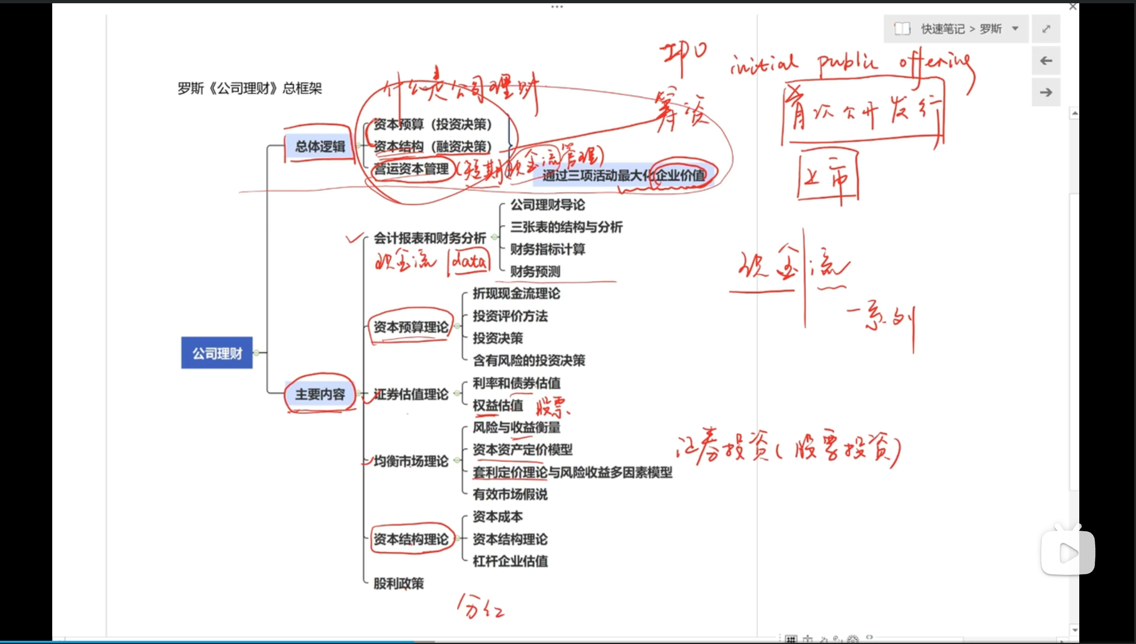 快速笔记 > 罗斯
IPO initial public offering
罗斯《公司理财》总框架
什么是公司理财
筹资
首次公开发行
上市
资本预算（投资决策）
总体逻辑
资本结构（融资决策）
营运资本管理(短期现金流管理)
通过三项活动最大化企业价值
公司理财导论
三张表的结构与分析
会计报表和财务分析
财务指标计算
现金流 data
财务预测
现金流
一系列
折现现金流理论
投资评价方法
资本预算理论
投资决策
含有风险的投资决策
公司理财
主要内容
利率和债券估值
证券估值理论
权益估值 股票
风险与收益衡量
资本资产定价模型
证券投资(股票投资)
均衡市场理论
套利定价理论与风险收益多因素模型
有效市场假说
资本成本
资本结构理论
资本结构理论
杠杆企业估值
股利政策
分红